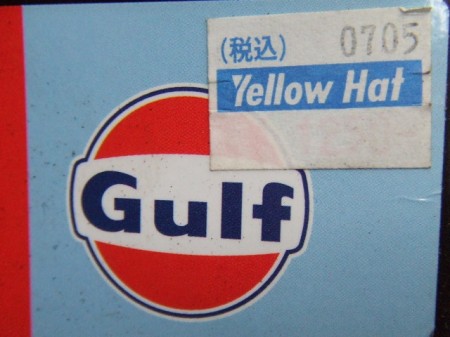 (税込) 0705
Yellow Hat
Gulf